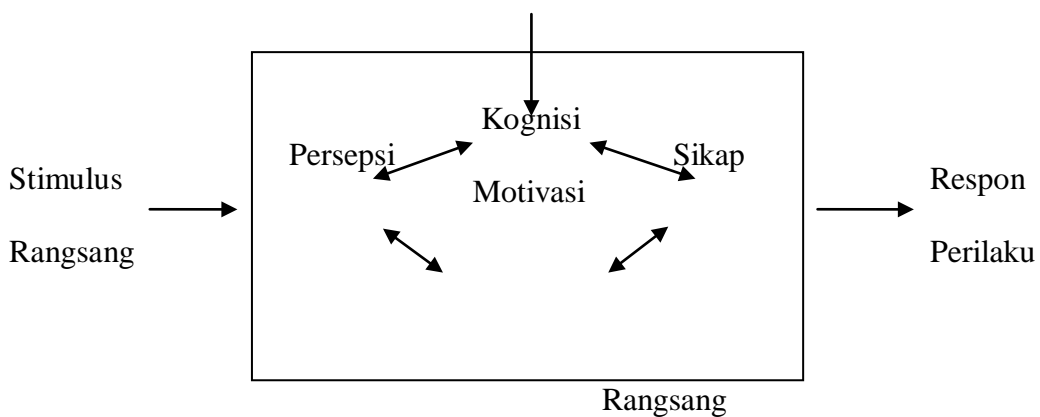 Kognisi
Persepsi
Sikap
Stimulus
Motivasi
Respon
Rangsang
Perilaku
Rangsang